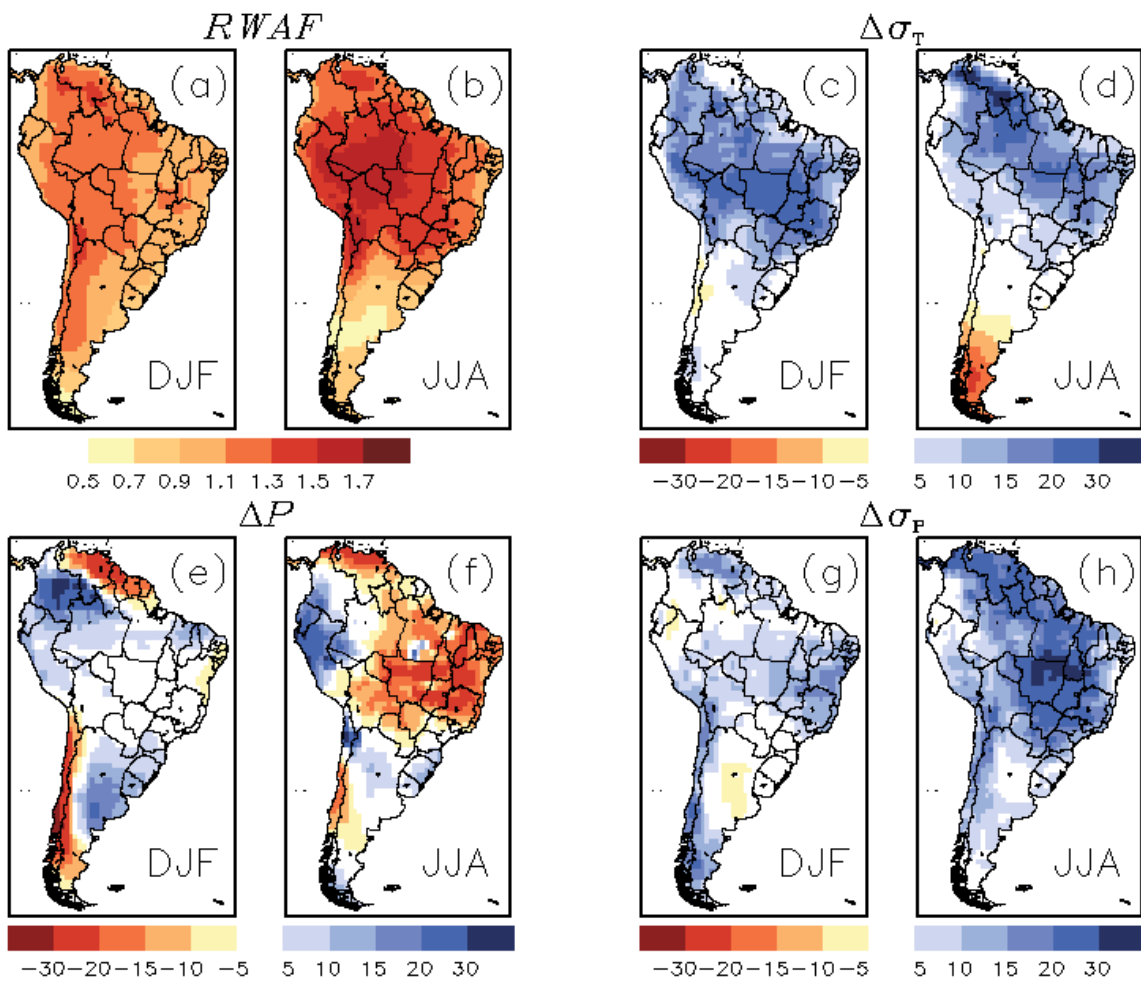 RWAF
Δσ_T
(a)
(b)
(c)
(d)
DJF
JJA
DJF
JJA
0.5 0.7 0.9 1.1 1.3 1.5 1.7
−30 −20 −15 −10 −5
5 10 15 20 30
ΔP
Δσ_P
(e)
(f)
(g)
(h)
DJF
JJA
DJF
JJA
−30 −20 −15 −10 −5
5 10 15 20 30
−30 −20 −15 −10 −5
5 10 15 20 30